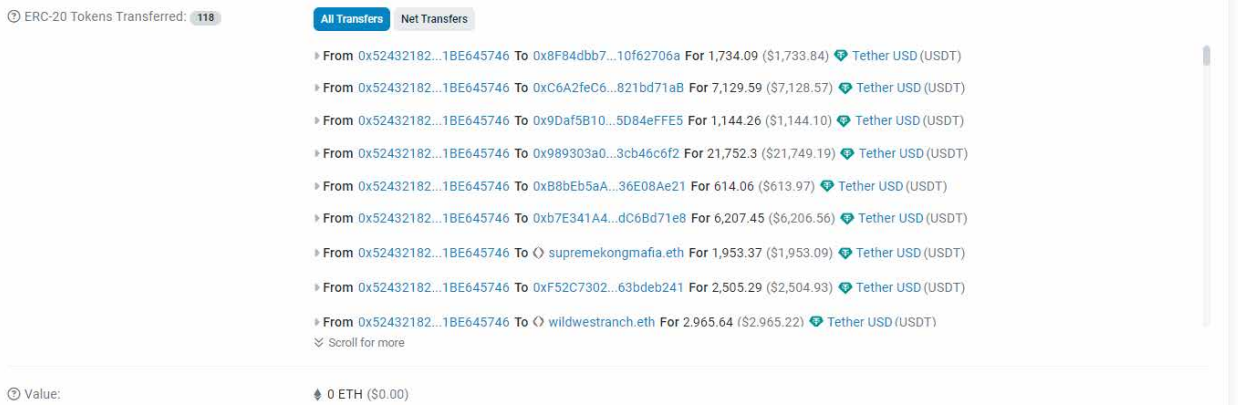 ERC-20 Tokens Transferred: 118
All Transfers Net Transfers
From 0x52432182...1BE645746 To 0x8F84dbb7...10f62706a For 1,734.09 ($1,733.84) Tether USD (USDT)
From 0x52432182...1BE645746 To 0xC6A2feC6...821bd71aB For 7,129.59 ($7,128.57) Tether USD (USDT)
From 0x52432182...1BE645746 To 0x9Daf5B10...5D84eFFE5 For 1,144.26 ($1,144.10) Tether USD (USDT)
From 0x52432182...1BE645746 To 0x989303a0...3cb46c6f2 For 21,752.3 ($21,749.19) Tether USD (USDT)
From 0x52432182...1BE645746 To 0xB8bEb5aA...36E08Ae21 For 614.06 ($613.97) Tether USD (USDT)
From 0x52432182...1BE645746 To 0xb7E341A4...dC6Bd71e8 For 6,207.45 ($6,206.56) Tether USD (USDT)
From 0x52432182...1BE645746 To supremekongmafia.eth For 1,953.37 ($1,953.09) Tether USD (USDT)
From 0x52432182...1BE645746 To 0xF52C7302...63bdeb241 For 2,505.29 ($2,504.93) Tether USD (USDT)
From 0x52432182...1BE645746 To wildwestranch.eth For 2,965.64 ($2,965.22) Tether USD (USDT)
Scroll for more
Value: 0 ETH ($0.00)